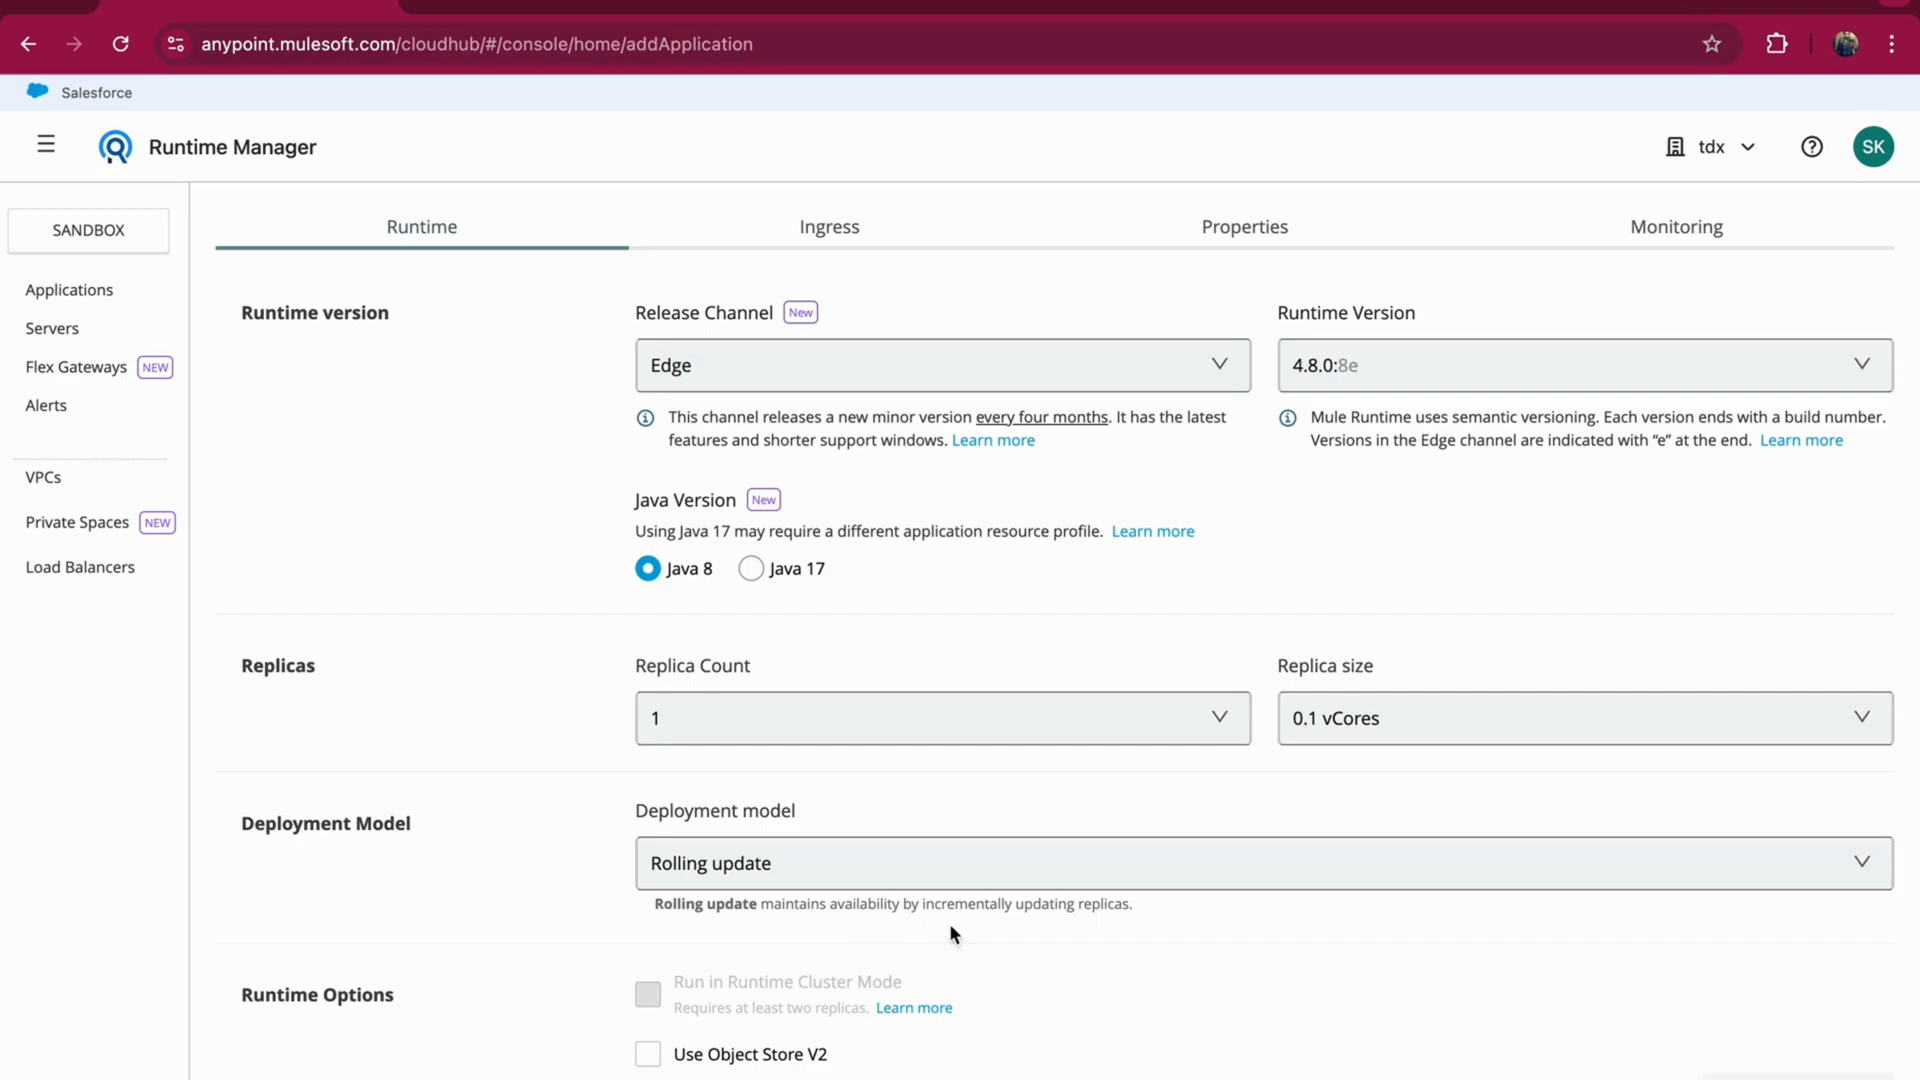 anypoint.mulesoft.com/cloudhub/#/console/home/addApplication
Salesforce
Runtime Manager
tdx
SK
SANDBOX
Applications
Servers
Flex Gateways NEW
Alerts
VPCs
Private Spaces NEW
Load Balancers
Runtime
Ingress
Properties
Monitoring
Runtime version
Release Channel New
Edge
This channel releases a new minor version every four months. It has the latest
features and shorter support windows. Learn more
Runtime Version
4.8.0:8e
Mule Runtime uses semantic versioning. Each version ends with a build number.
Versions in the Edge channel are indicated with “e” at the end. Learn more
Java Version New
Using Java 17 may require a different application resource profile. Learn more
Java 8
Java 17
Replicas
Replica Count
1
Replica size
0.1 vCores
Deployment Model
Deployment model
Rolling update
Rolling update maintains availability by incrementally updating replicas.
Runtime Options
Run in Runtime Cluster Mode
Requires at least two replicas. Learn more
Use Object Store V2